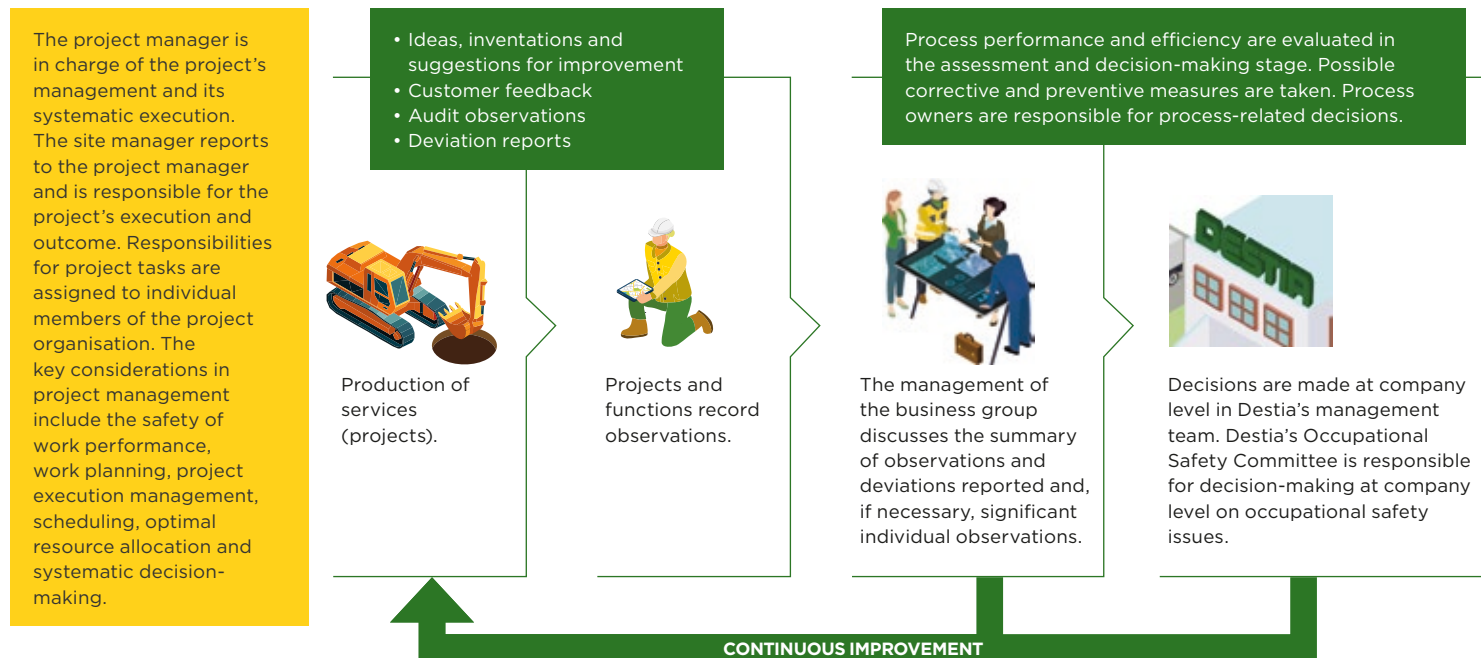 The project manager is
in charge of the project's
management and its
systematic execution.
The site manager reports
to the project manager
and is responsible for the
project's execution and
outcome. Responsibilities
for project tasks are
assigned to individual
members of the project
organisation. The
key considerations in
project management
include the safety of
work performance,
work planning, project
execution management,
scheduling, optimal
resource allocation and
systematic decision-
making.
• Ideas, inventations and
suggestions for improvement
• Customer feedback
• Audit observations
• Deviation reports
Process performance and efficiency are evaluated in
the assessment and decision-making stage. Possible
corrective and preventive measures are taken. Process
owners are responsible for process-related decisions.
DESTIA
Production of
services
(projects).
Projects and
functions record
observations.
The management of
the business group
discusses the summary
of observations and
deviations reported and,
if necessary, significant
individual observations.
Decisions are made at company
level in Destia's management
team. Destia's Occupational
Safety Committee is responsible
for decision-making at company
level on occupational safety
issues.
CONTINUOUS IMPROVEMENT